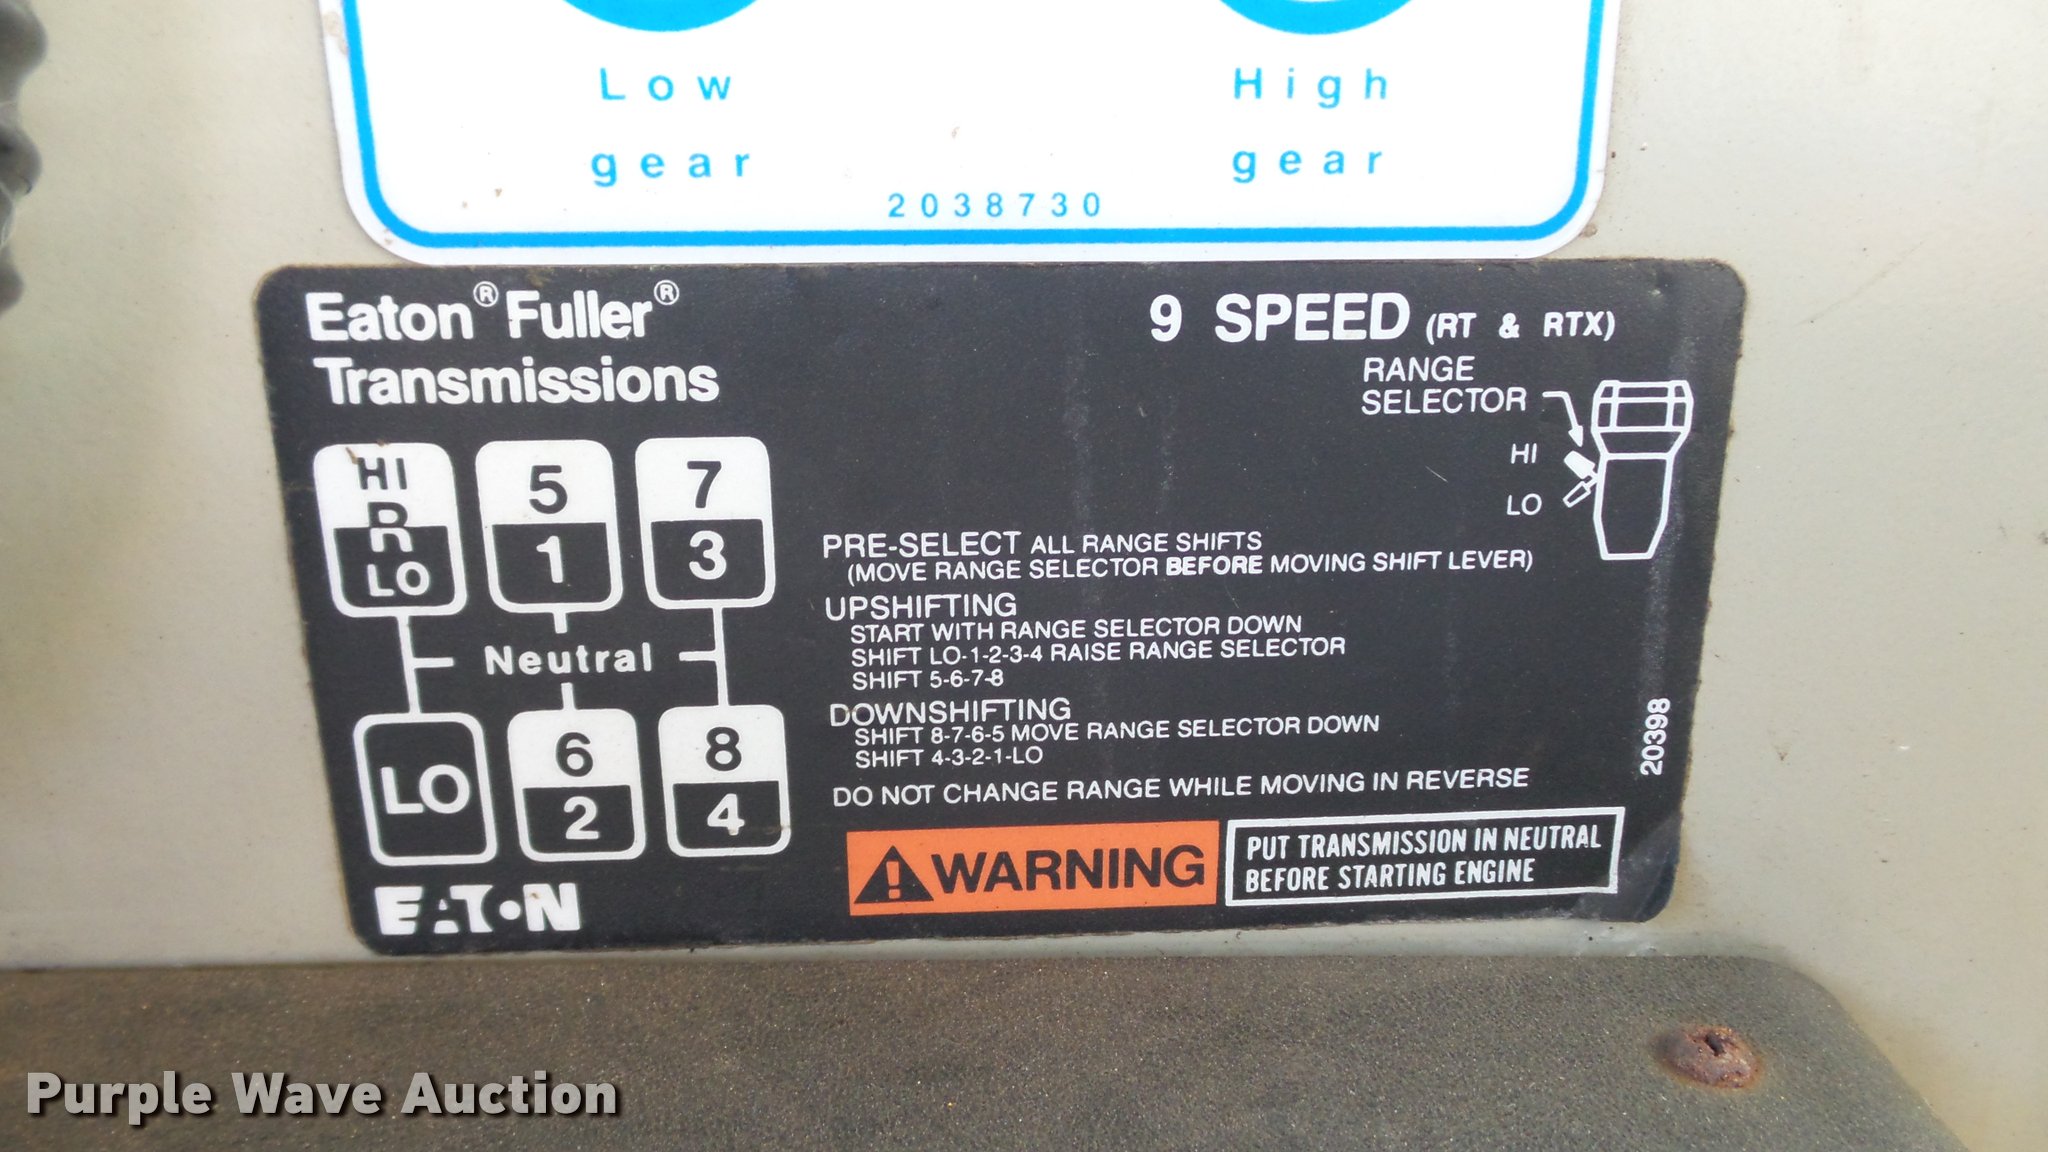 Low gear
High gear
2038730
Eaton® Fuller®
Transmissions
9 SPEED (RT & RTX)
RANGE
SELECTOR
HI
LO
HI
R
LO
5
1
7
3
Neutral
LO
6
2
8
4
EATON
PRE-SELECT ALL RANGE SHIFTS
(MOVE RANGE SELECTOR BEFORE MOVING SHIFT LEVER)
UPSHIFTING
START WITH RANGE SELECTOR DOWN
SHIFT LO-1-2-3-4 RAISE RANGE SELECTOR
SHIFT 5-6-7-8
DOWNSHIFTING
SHIFT 8-7-6-5 MOVE RANGE SELECTOR DOWN
SHIFT 4-3-2-1-LO
DO NOT CHANGE RANGE WHILE MOVING IN REVERSE
20398
WARNING
PUT TRANSMISSION IN NEUTRAL
BEFORE STARTING ENGINE
Purple Wave Auction